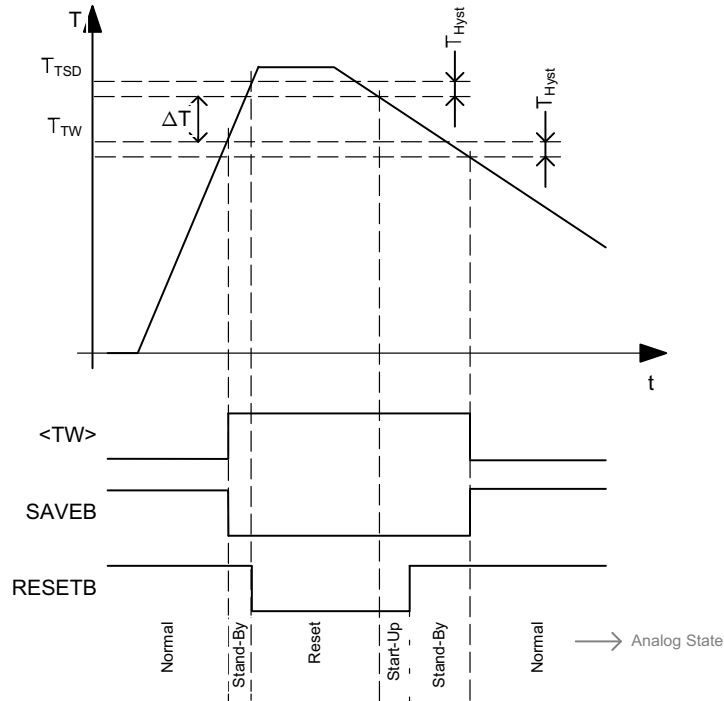 T
T_Hyst
T_TSD
T_Hyst
ΔT
T_TW
t
<TW>
SAVEB
RESETB
Normal
Stand-By
Reset
Start-Up
Stand-By
Normal
Analog State